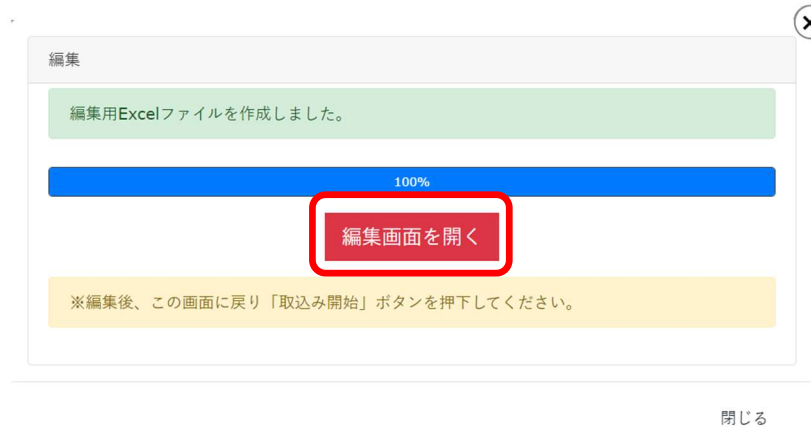 編集
編集用Excelファイルを作成しました。
100%
編集画面を開く
※編集後、この画面に戻り「取込み開始」ボタンを押下してください。
閉じる